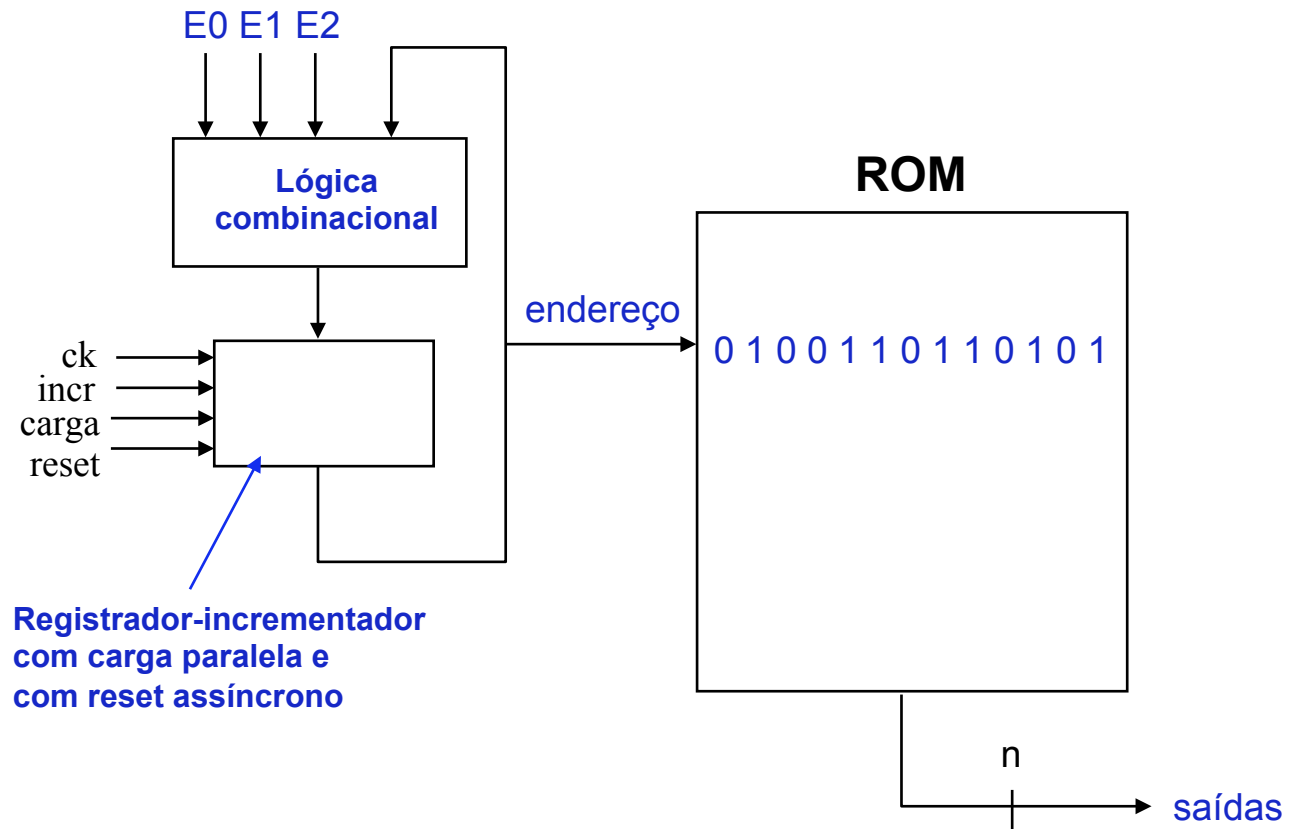 E0 E1 E2
Lógica
combinacional
ROM
endereço
0 1 0 0 1 1 0 1 1 0 1 0 1
ck
incr
carga
reset
Registrador-incrementador
com carga paralela e
com reset assíncrono
n
saídas